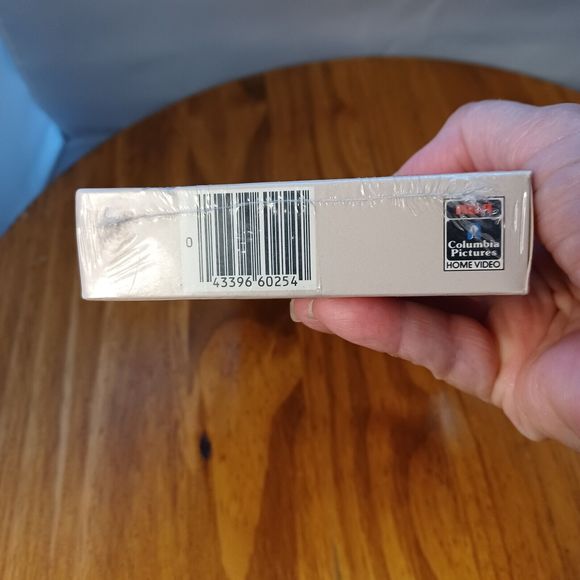 0
43396 60254
Columbia
Pictures
HOME VIDEO